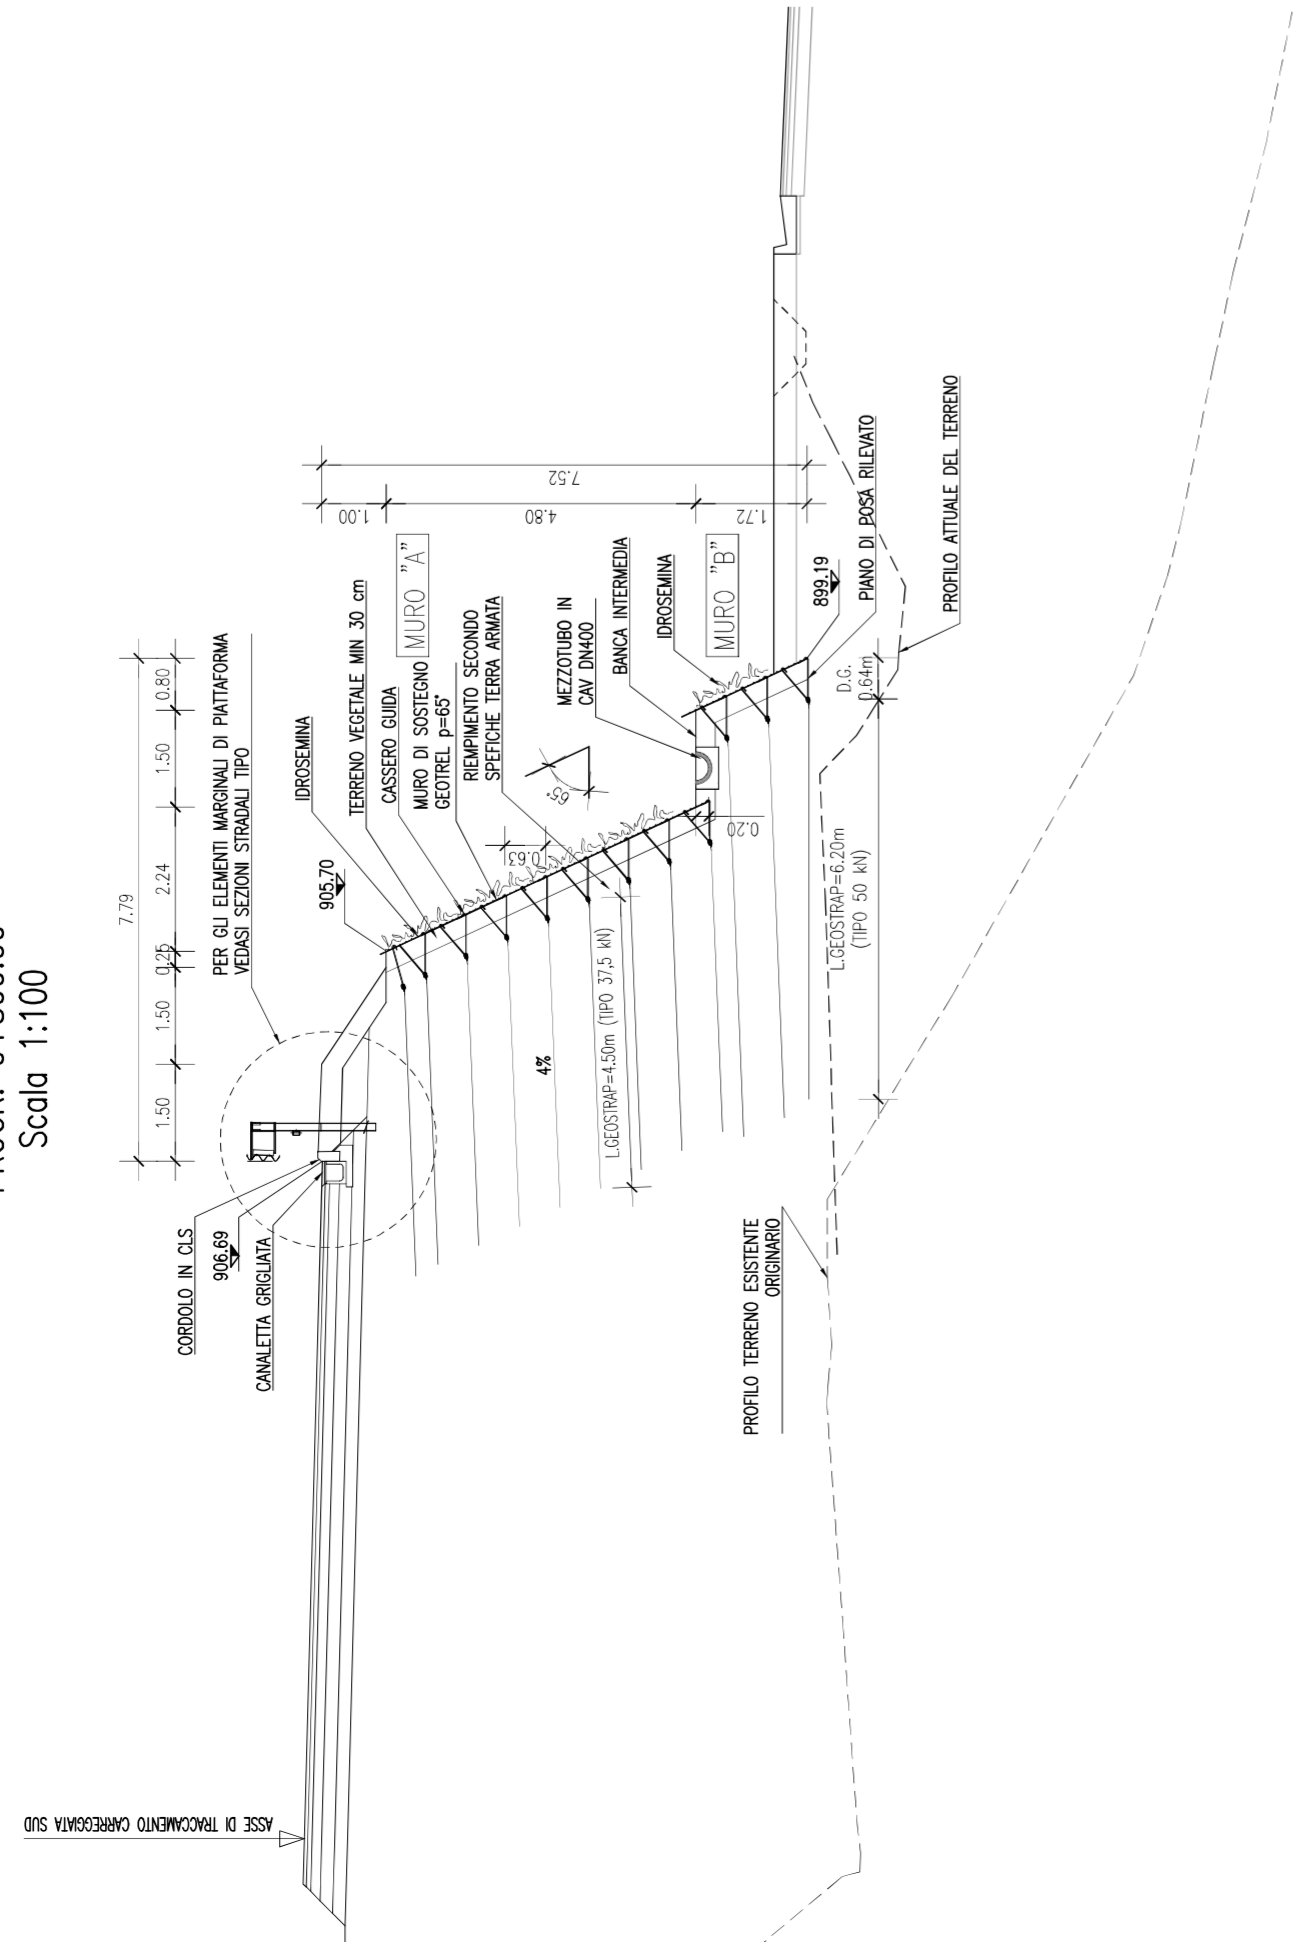 Scala 1:100
7.79
1.50
1.50
0.25
2.24
1.50
0.80
PER GLI ELEMENTI MARGINALI DI PIATTAFORMA
VEDASI SEZIONI STRADALI TIPO
ASSE DI TRACCAMENTO CARREGGIATA SUD
CORDOLO IN CLS
906.69
CANALETTA GRIGLIATA
IDROSEMINA
905.70
TERRENO VEGETALE MIN 30 cm
CASSERO GUIDA
MURO DI SOSTEGNO
GEOTREL p=65°
MURO "A"
RIEMPIMENTO SECONDO
SPEFICHE TERRA ARMATA
65°
0.63
4%
L.GEOSTRAP=4.50m (TIPO 37,5 kN)
MEZZOTUBO IN
CAV DN400
BANCA INTERMEDIA
IDROSEMINA
MURO "B"
0.20
1.00
4.80
1.72
7.52
899.19
PIANO DI POSA RILEVATO
D.G.
0.64m
L.GEOSTRAP=6.20m
(TIPO 50 kN)
PROFILO ATTUALE DEL TERRENO
PROFILO TERRENO ESISTENTE
ORIGINARIO